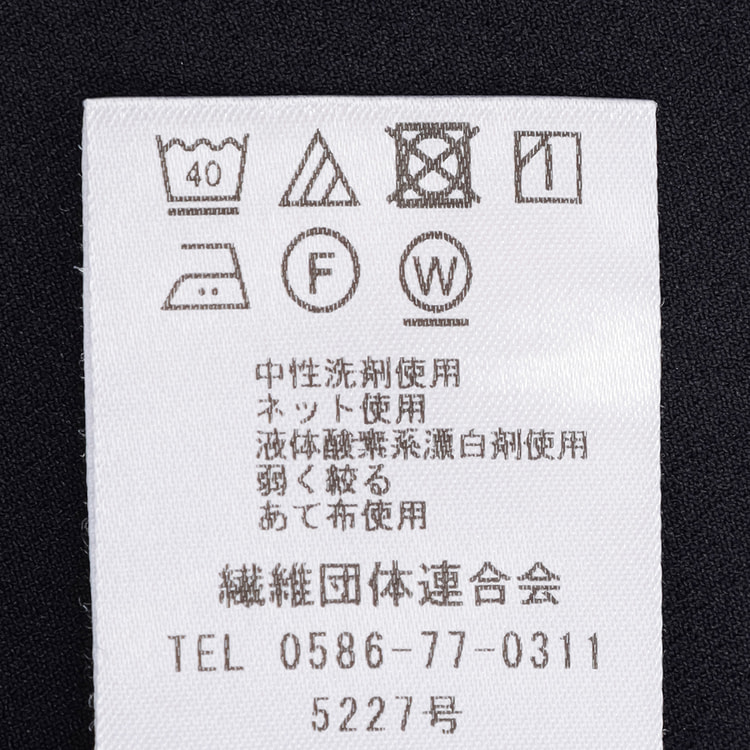 40
F W
中性洗剤使用
ネット使用
液体酸素系漂白剤使用
弱く絞る
あて布使用
繊維団体連合会
TEL 0586-77-0311
5227号